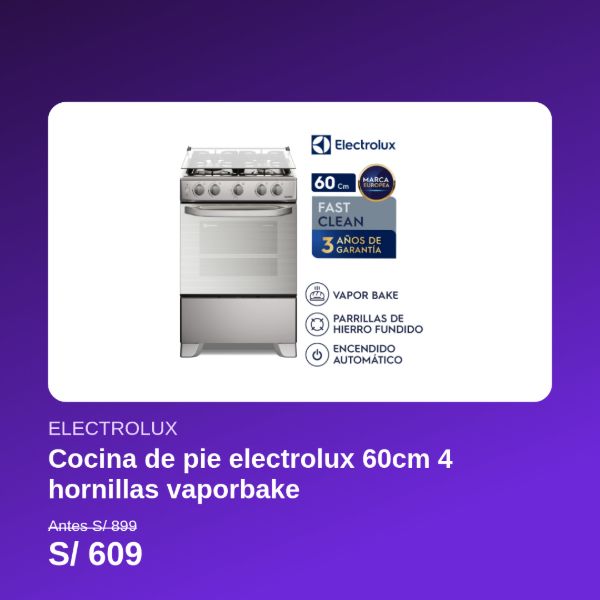 Electrolux
60 Cm
MARCA
EUROPEA
FAST
CLEAN
3 AÑOS DE
GARANTÍA
VAPOR BAKE
PARRILLAS DE
HIERRO FUNDIDO
ENCENDIDO
AUTOMÁTICO
ELECTROLUX
Cocina de pie electrolux 60cm 4
hornillas vaporbake
Antes S/ 899
S/ 609